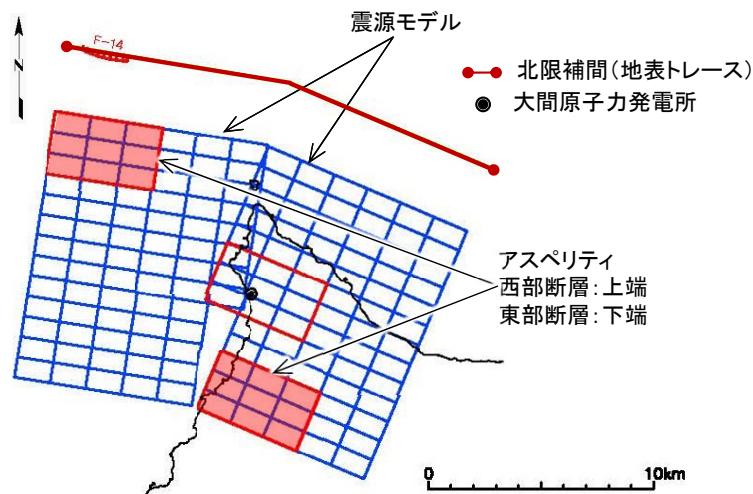 震源モデル
F-14
N
北限補間(地表トレース)
大間原子力発電所
アスペリティ
西部断層:上端
東部断層:下端
0
10km